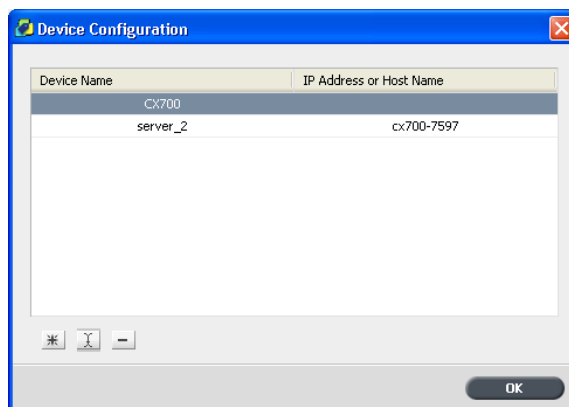 Device Configuration
Device Name IP Address or Host Name
CX700
server_2 cx700-7597
OK